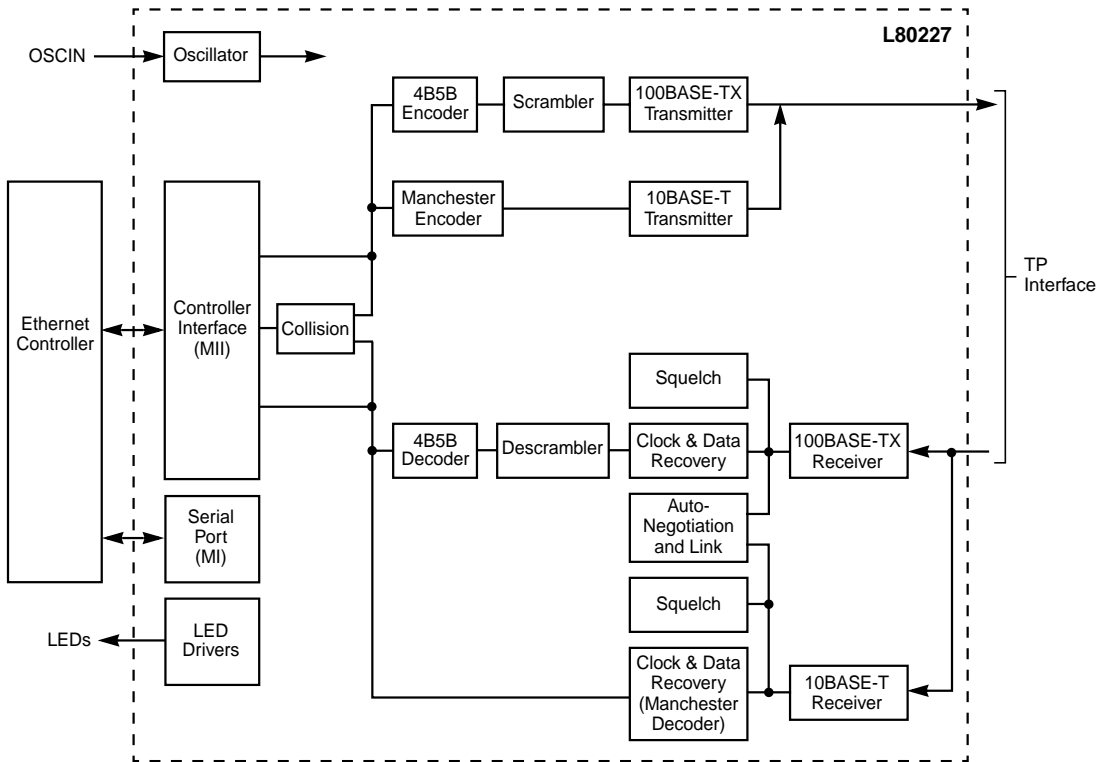 L80227
OSCIN
Oscillator
4B5B
Encoder
Scrambler
100BASE-TX
Transmitter
Manchester
Encoder
10BASE-T
Transmitter
TP
Interface
Ethernet
Controller
Controller
Interface
(MII)
Collision
Squelch
4B5B
Decoder
Descrambler
Clock & Data
Recovery
100BASE-TX
Receiver
Auto-
Negotiation
and Link
Serial
Port
(MI)
Squelch
LEDs
LED
Drivers
Clock & Data
Recovery
(Manchester
Decoder)
10BASE-T
Receiver